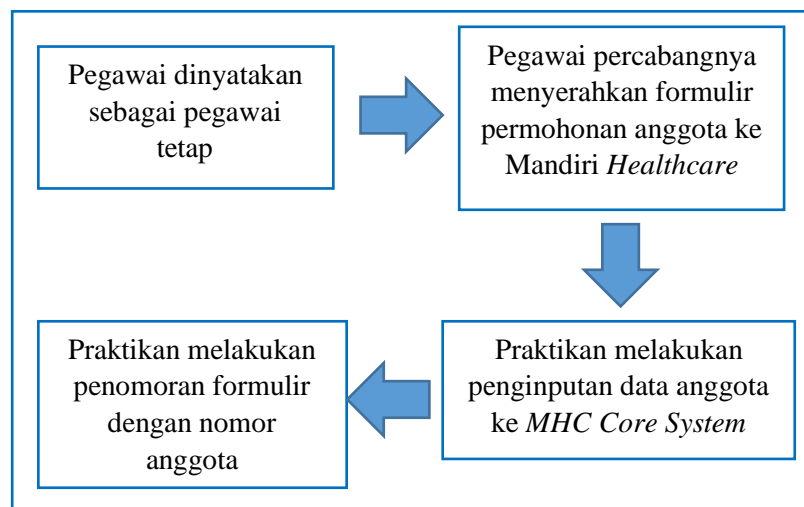 Pegawai dinyatakan
sebagai pegawai
tetap
Pegawai percabangnya
menyerahkan formulir
permohonan anggota ke
Mandiri Healthcare
Praktikan melakukan
penginputan data anggota
ke MHC Core System
Praktikan melakukan
penomoran formulir
dengan nomor
anggota